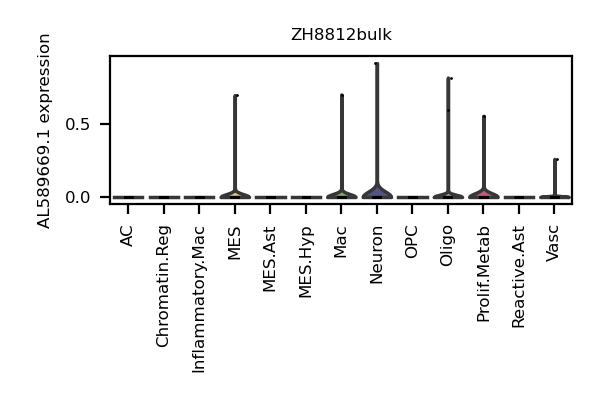 ZH8812bulk
AL589669.1 expression
0.5
0.0
AC
Chromatin.Reg
Inflammatory.Mac
MES
MES.Ast
MES.Hyp
Mac
Neuron
OPC
Oligo
Prolif.Metab
Reactive.Ast
Vasc